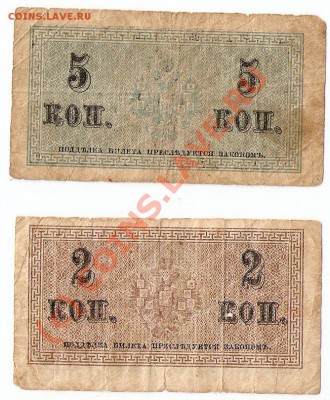 COINS.LAVE.RU
5 5
КОП. КОП.
ПОДДѢЛКА БИЛЕТА ПРЕСЛѢДУЕТСЯ ЗАКОНОМЪ.
(C) COINS.LAVE.RU
2 2
КОП. КОП.
ПОДДѢЛКА БИЛЕТА ПРЕСЛѢДУЕТСЯ ЗАКОНОМЪ.